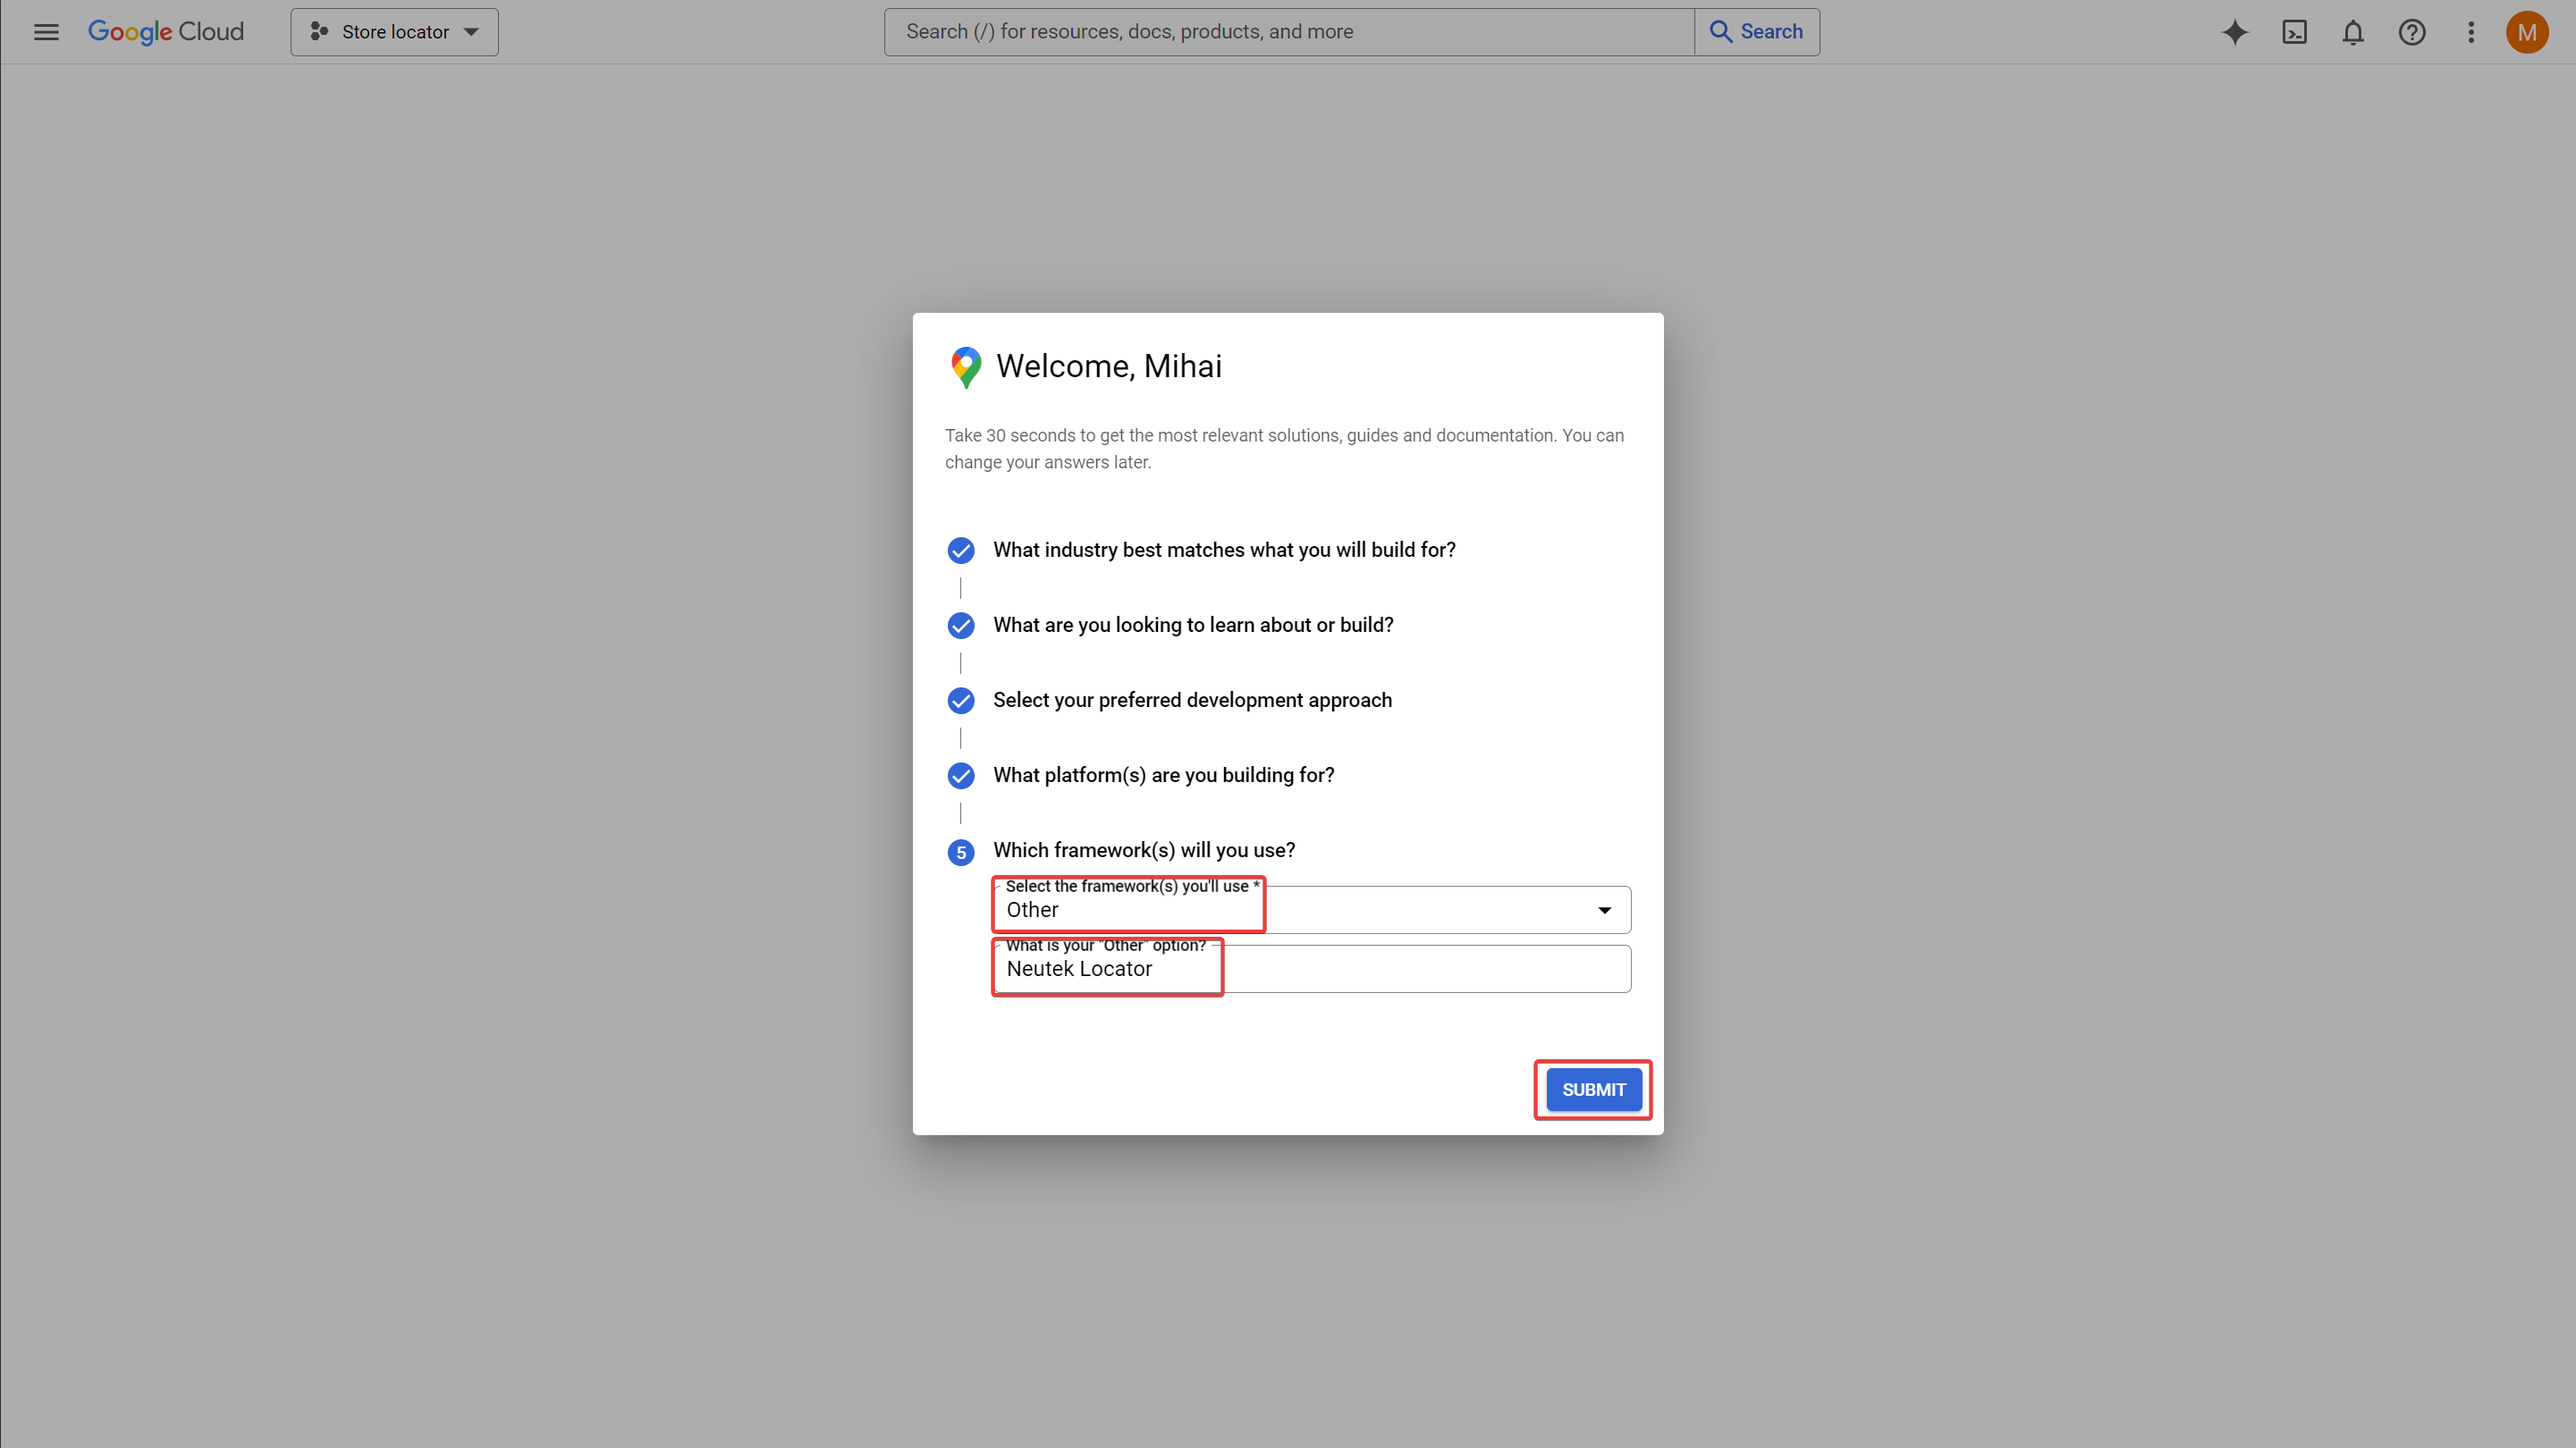 Google Cloud
Store locator
Search (/) for resources, docs, products, and more
Search
M
Welcome, Mihai
Take 30 seconds to get the most relevant solutions, guides and documentation. You can
change your answers later.
What industry best matches what you will build for?
What are you looking to learn about or build?
Select your preferred development approach
What platform(s) are you building for?
5 Which framework(s) will you use?
Select the framework(s) you'll use *
Other
What is your "Other" option?
Neutek Locator
SUBMIT